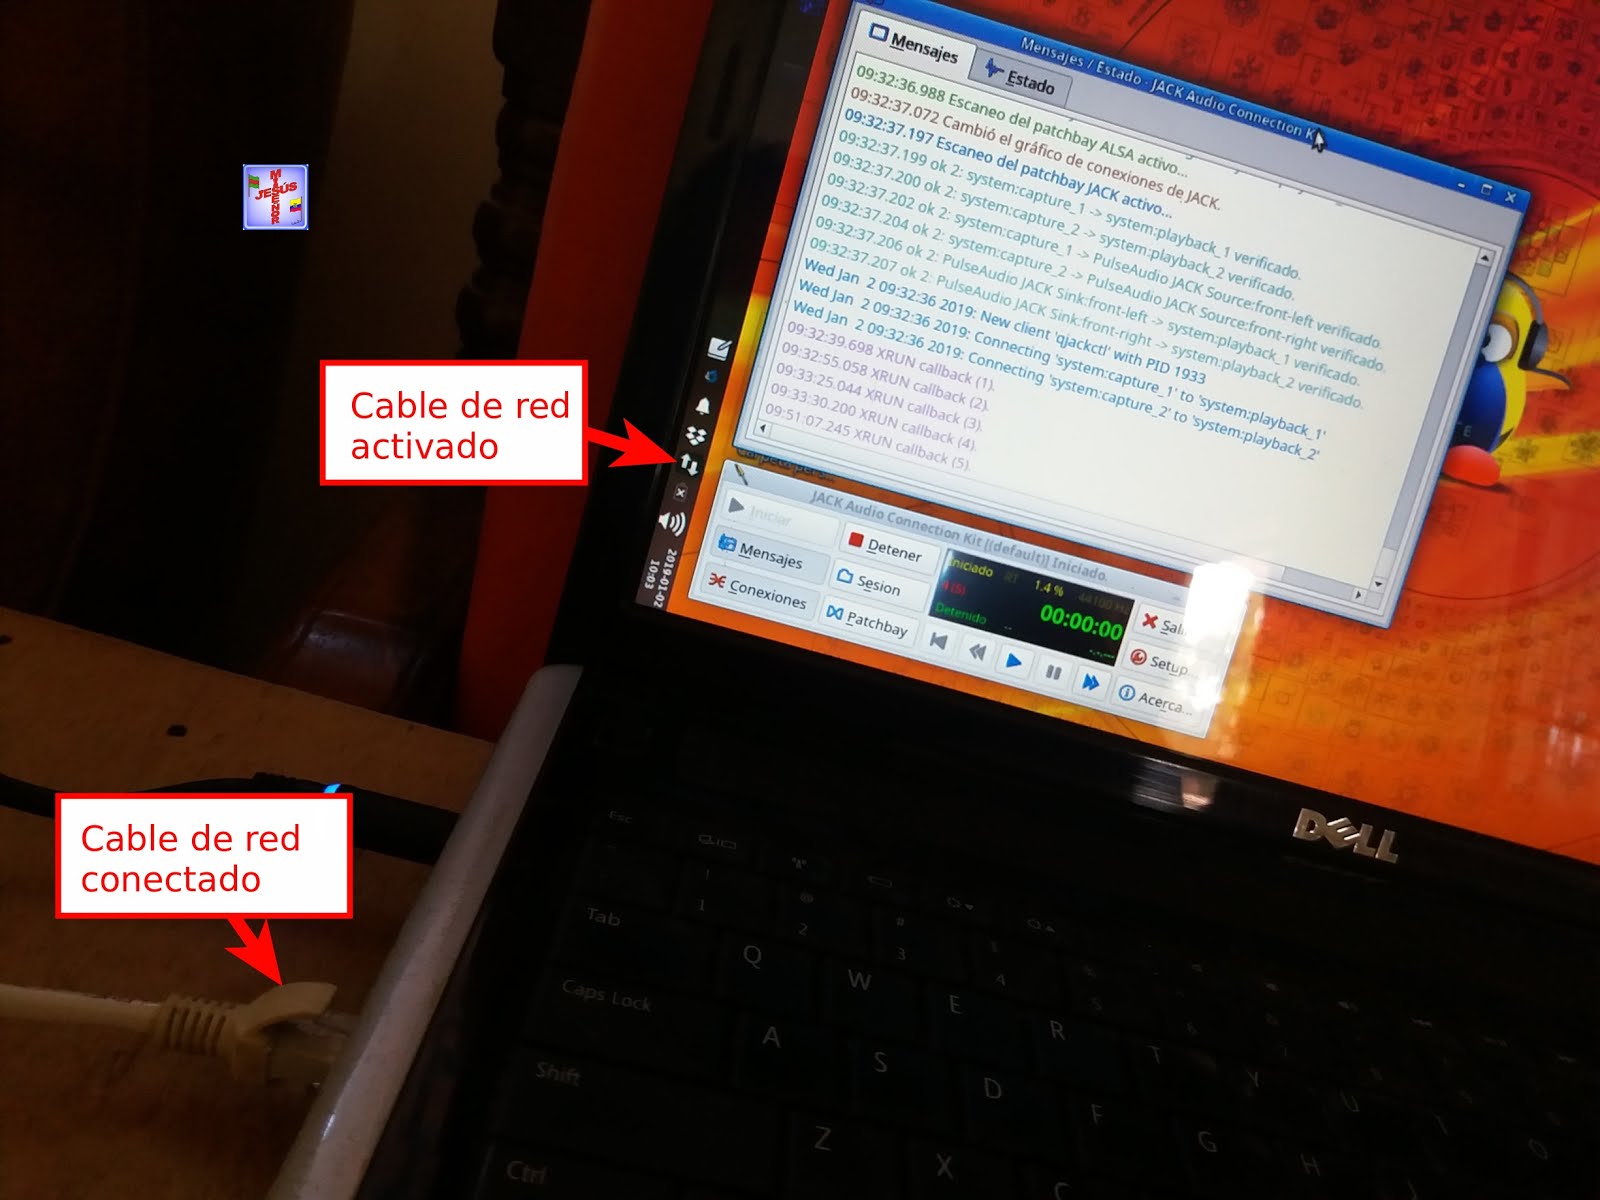 Mensajes / Estado - JACK Audio Connection K
Mensajes
Estado
09:32:36.988 Escaneo del patchbay ALSA activo...
09:32:37.072 Cambió el gráfico de conexiones de JACK.
09:32:37.197 Escaneo del patchbay JACK activo...
09:32:37.199 ok 2: system:capture_1 -> system:playback_1 verificado.
09:32:37.200 ok 2: system:capture_2 -> system:playback_2 verificado.
09:32:37.202 ok 2: system:capture_1 -> PulseAudio JACK Source:front-left verificado.
09:32:37.204 ok 2: system:capture_2 -> PulseAudio JACK Source:front-right verificado.
09:32:37.206 ok 2: PulseAudio JACK Sink:front-left -> system:playback_1 verificado.
09:32:37.207 ok 2: PulseAudio JACK Sink:front-right -> system:playback_2 verificado.
Wed Jan 2 09:32:36 2019: New client 'qjackctl' with PID 1933
Wed Jan 2 09:32:36 2019: Connecting 'system:capture_1' to 'system:playback_1'
Wed Jan 2 09:32:36 2019: Connecting 'system:capture_2' to 'system:playback_2'
09:32:39.698 XRUN callback (1).
09:32:55.058 XRUN callback (2).
09:33:25.044 XRUN callback (3).
09:33:30.200 XRUN callback (4).
09:51:07.245 XRUN callback (5).
MILENOR
JESÚS
Cable de red
activado
2019-01-02
10:03
JACK Audio Connection Kit [(default)] Iniciado.
Iniciar
Detener
Mensajes
Sesion
Conexiones
Patchbay
Iniciado RT 1.4 % 44100 Hz
4 (5)
Detenido -- 00:00:00
-.-.---
Setup...
Acerca...
DELL
Cable de red
conectado
Esc
! 1
@ 2
# 3
$ 4
5
Tab
Q W E R T Y U
Caps Lock
A S D F G H
Shift
Z X C
Ctrl